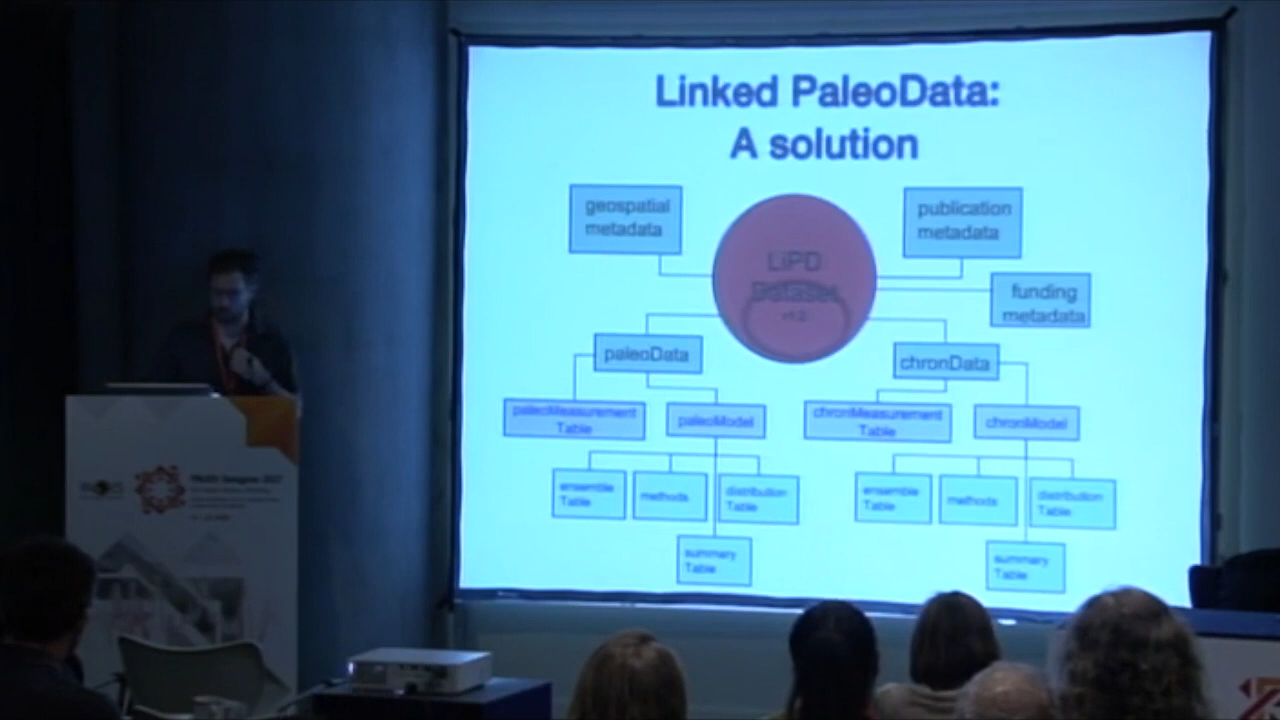 Linked PaleoData:
A solution
geospatial
metadata
publication
metadata
LiPD
Dataset
funding
metadata
paleoData
chronData
paleoMeasurement
Table
paleoModel
chronMeasurement
Table
chronModel
ensemble
Table
methods
distribution
Table
ensemble
Table
methods
distribution
Table
summary
Table
summary
Table